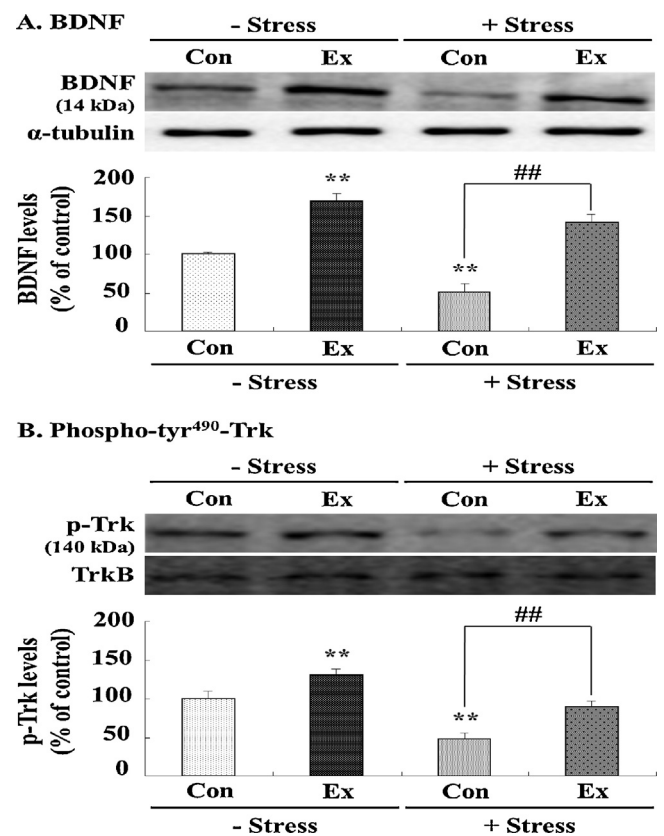 A. BDNF
- Stress + Stress
Con Ex Con Ex
BDNF
(14 kDa)
α-tubulin
BDNF levels
(% of control)
200
150
100
50
0
**
**
##
Con Ex Con Ex
- Stress + Stress
B. Phospho-tyr⁴⁹⁰-Trk
- Stress + Stress
Con Ex Con Ex
p-Trk
(140 kDa)
TrkB
p-Trk levels
(% of control)
200
150
100
50
0
**
**
##
Con Ex Con Ex
- Stress + Stress